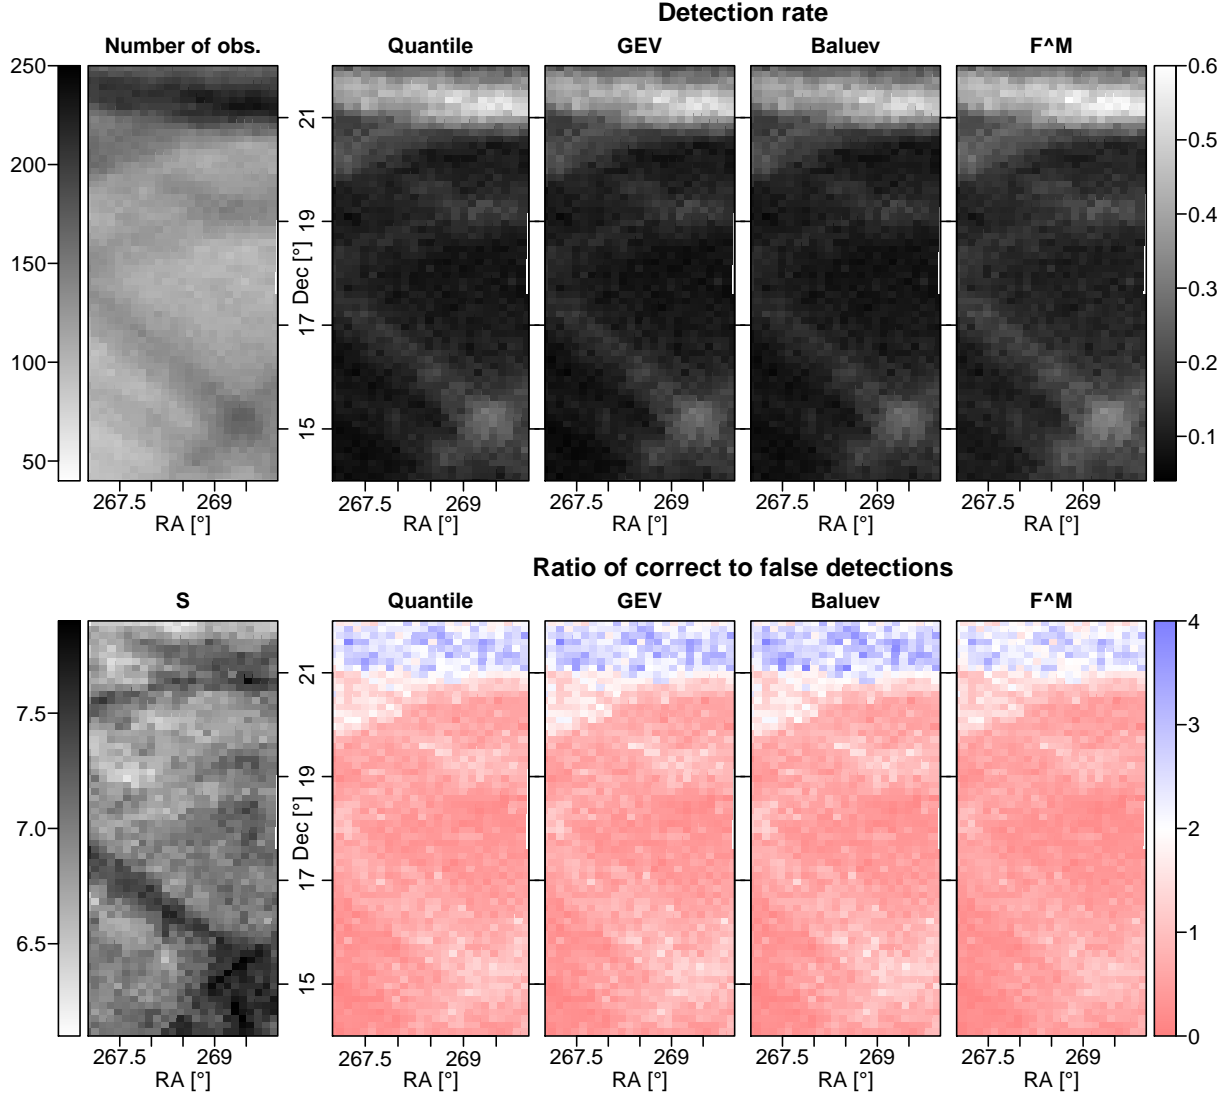 Detection rate
Number of obs. Quantile GEV Baluev F^M
250 200 150 100 50
Dec [°] 21 19 17 15
0.6 0.5 0.4 0.3 0.2 0.1
267.5 269 267.5 269 267.5 269 267.5 269 267.5 269
RA [°] RA [°] RA [°] RA [°] RA [°]
Ratio of correct to false detections
S Quantile GEV Baluev F^M
7.5 7.0 6.5
Dec [°] 21 19 17 15
4 3 2 1 0
267.5 269 267.5 269 267.5 269 267.5 269 267.5 269
RA [°] RA [°] RA [°] RA [°] RA [°]